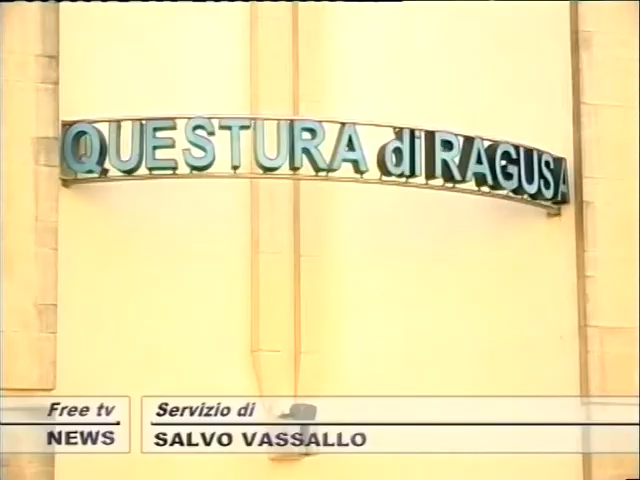 QUESTURA di RAGUSA
Free tv
NEWS
Servizio di
SALVO VASSALLO